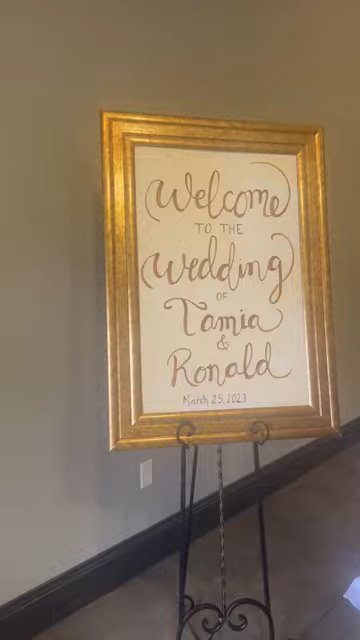 Welcome
TO THE
Wedding
OF
Tamia
&
Ronald
March 25, 2023